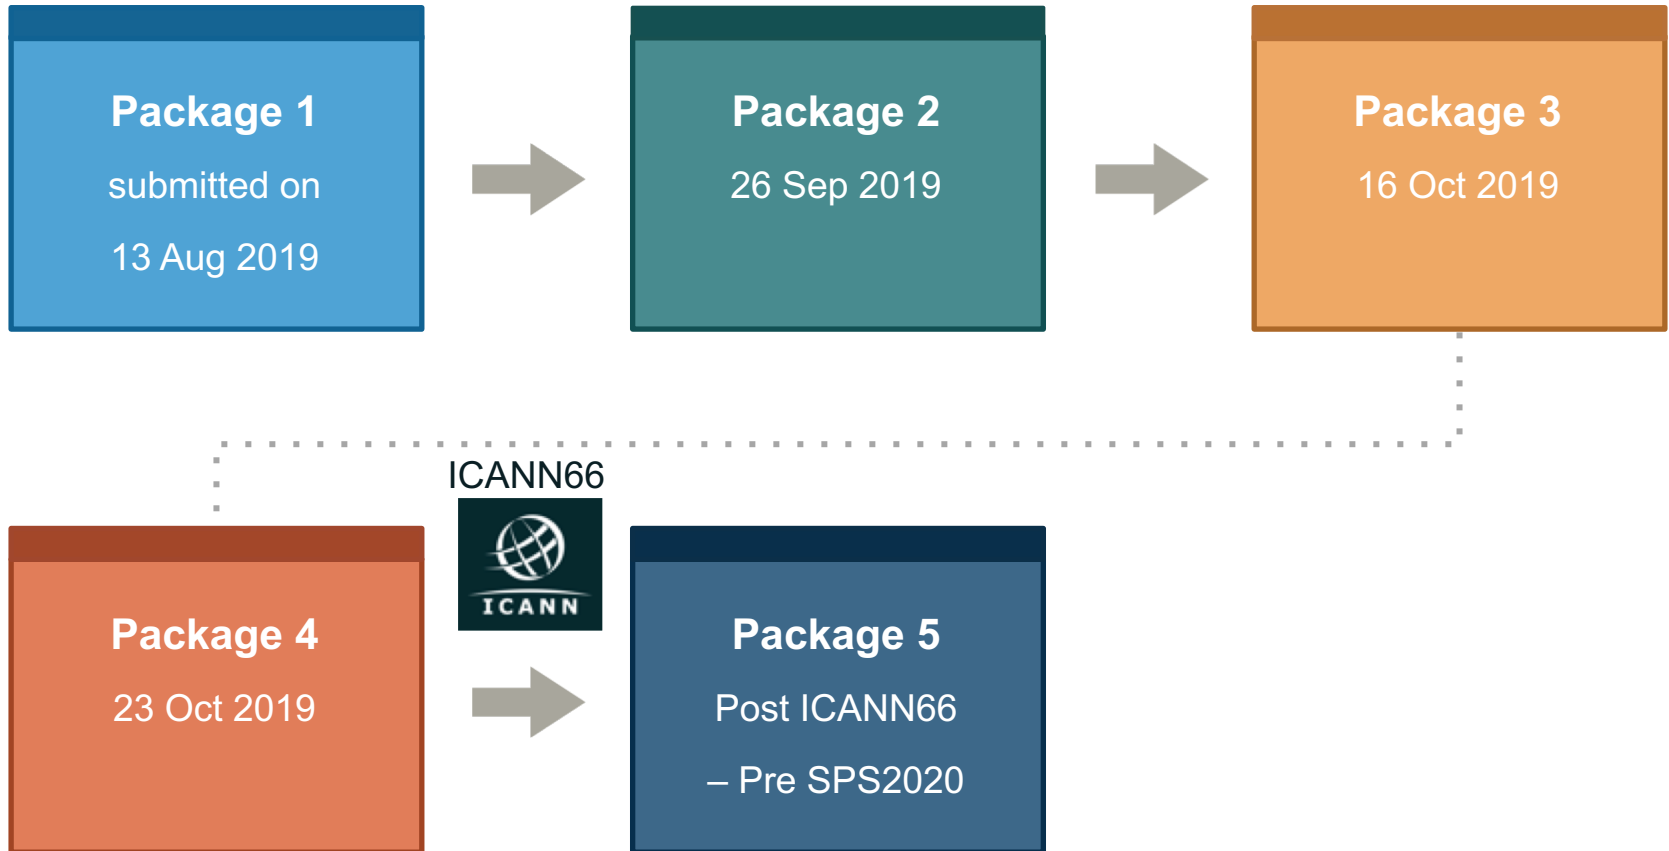 Package 1
submitted on
13 Aug 2019
Package 2
26 Sep 2019
Package 3
16 Oct 2019
Package 4
23 Oct 2019
ICANN66
ICANN
Package 5
Post ICANN66
– Pre SPS2020